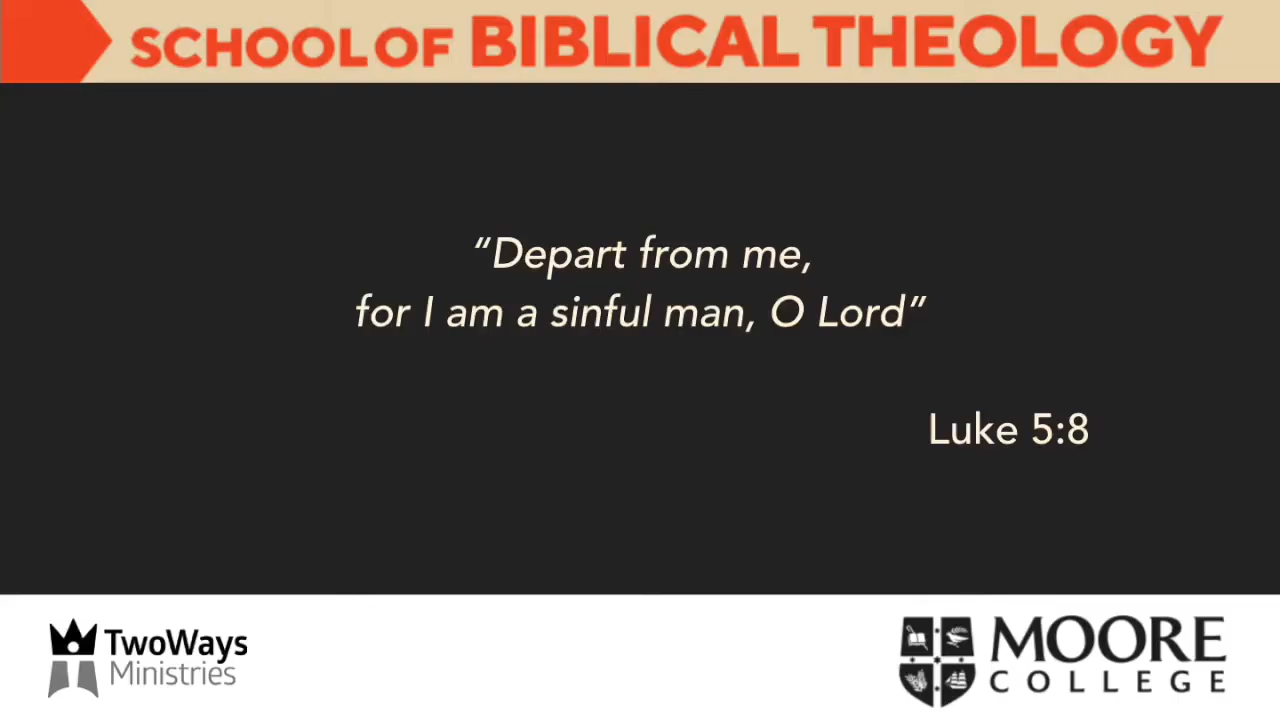 SCHOOL OF BIBLICAL THEOLOGY
“Depart from me,
for I am a sinful man, O Lord”
Luke 5:8
TwoWays
Ministries
MOORE
COLLEGE